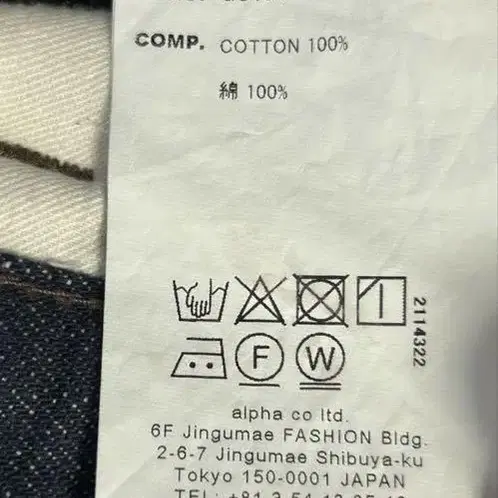 COMP. COTTON 100%
綿 100%
2114322
F W
alpha co ltd.
6F Jingumae FASHION Bldg.
2-6-7 Jingumae Shibuya-ku
Tokyo 150-0001 JAPAN